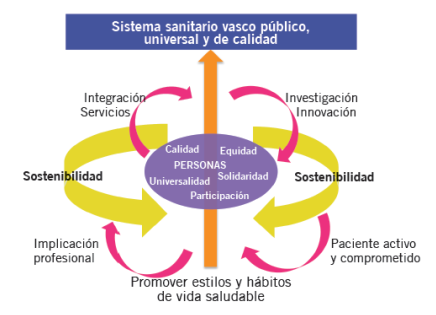 Sistema sanitario vasco público,
universal y de calidad
Integración
Servicios
Investigación
Innovación
Calidad
Equidad
PERSONAS
Universalidad
Solidaridad
Participación
Sostenibilidad
Sostenibilidad
Implicación
profesional
Paciente activo
y comprometido
Promover estilos y hábitos
de vida saludable